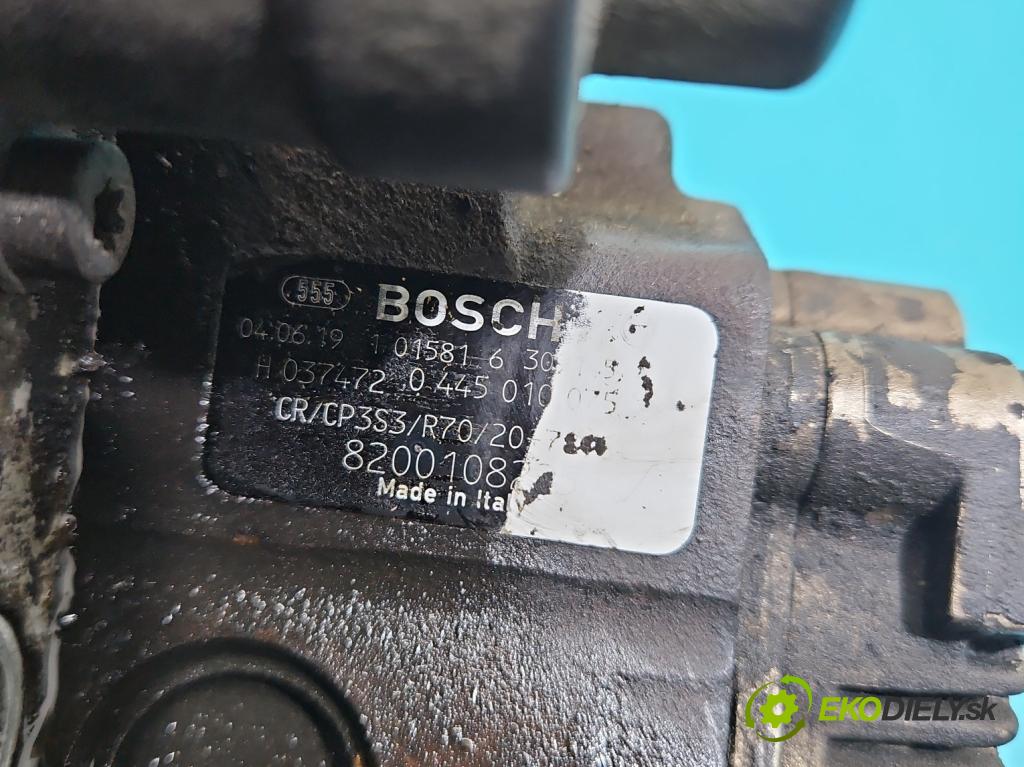 555 BOSCH
04.06.19 1 01581 6 30
H 037472 0 445 010
CR/CP3S3/R70/20-
8200108
Made in Ital
EKODIELY.sk